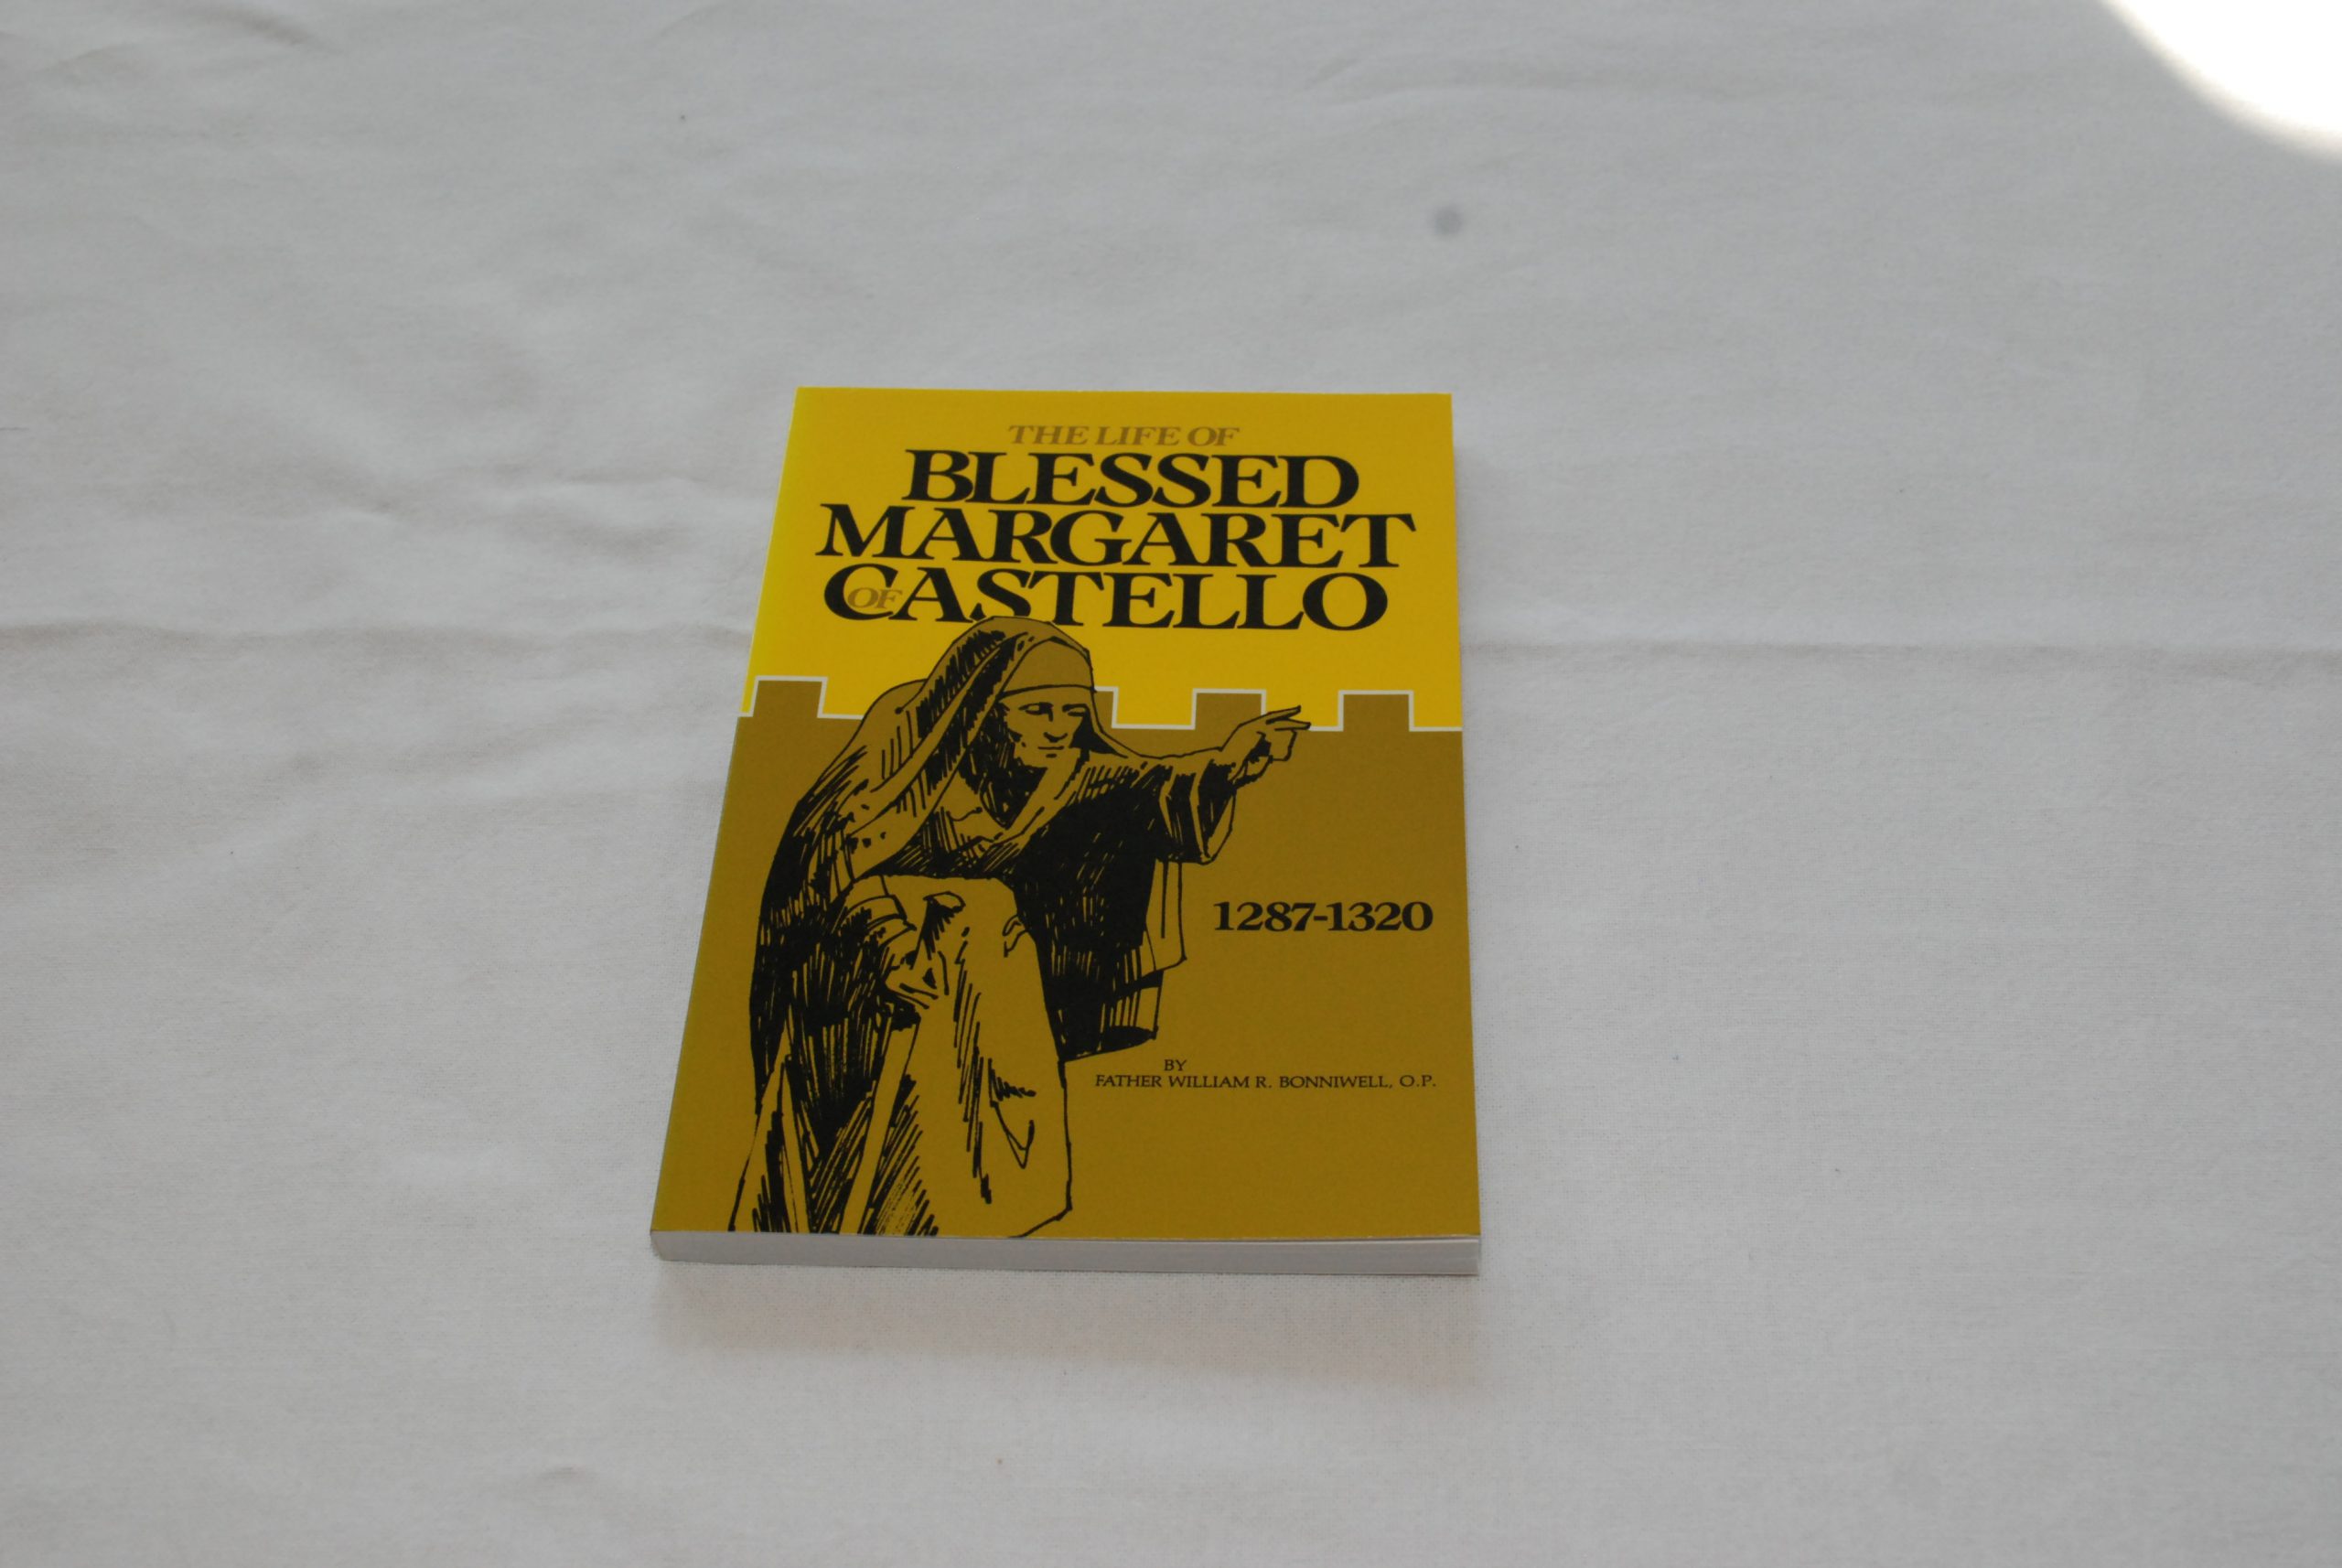 THE LIFE OF
BLESSED
MARGARET
OF CASTELLO
1287-1320
BY
FATHER WILLIAM R. BONNIWELL, O.P.